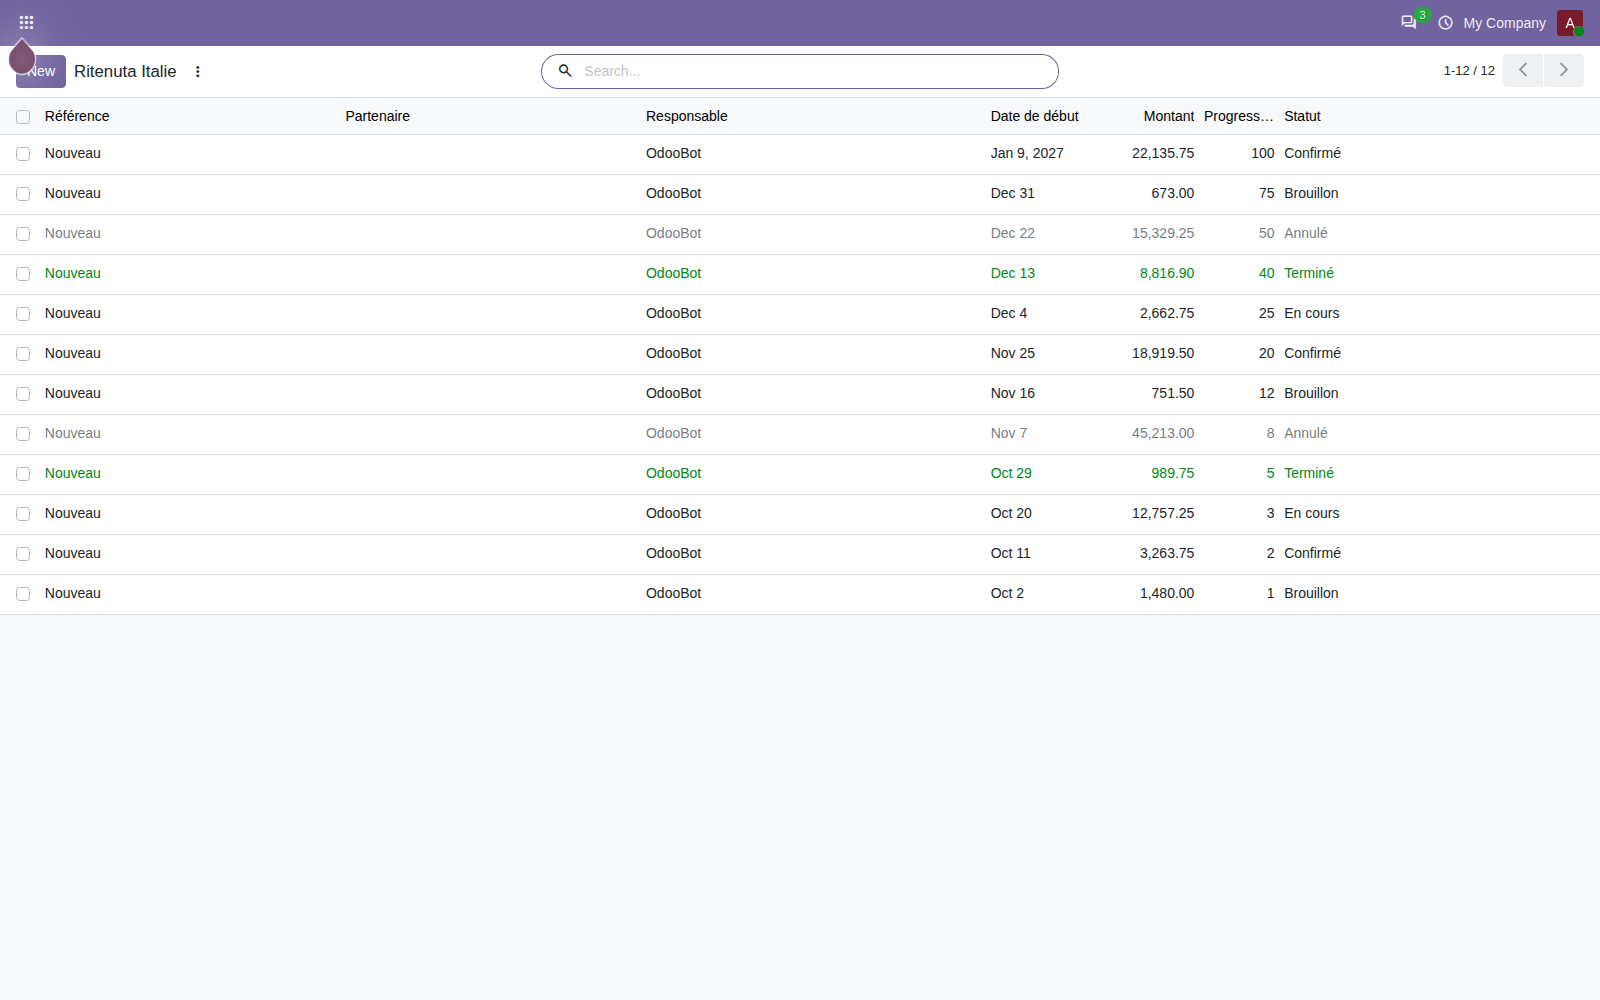 3 My Company A
New Ritenuta Italie Search... 1-12 / 12
Référence Partenaire Responsable Date de début Montant Progress… Statut
Nouveau OdooBot Jan 9, 2027 22,135.75 100 Confirmé
Nouveau OdooBot Dec 31 673.00 75 Brouillon
Nouveau OdooBot Dec 22 15,329.25 50 Annulé
Nouveau OdooBot Dec 13 8,816.90 40 Terminé
Nouveau OdooBot Dec 4 2,662.75 25 En cours
Nouveau OdooBot Nov 25 18,919.50 20 Confirmé
Nouveau OdooBot Nov 16 751.50 12 Brouillon
Nouveau OdooBot Nov 7 45,213.00 8 Annulé
Nouveau OdooBot Oct 29 989.75 5 Terminé
Nouveau OdooBot Oct 20 12,757.25 3 En cours
Nouveau OdooBot Oct 11 3,263.75 2 Confirmé
Nouveau OdooBot Oct 2 1,480.00 1 Brouillon